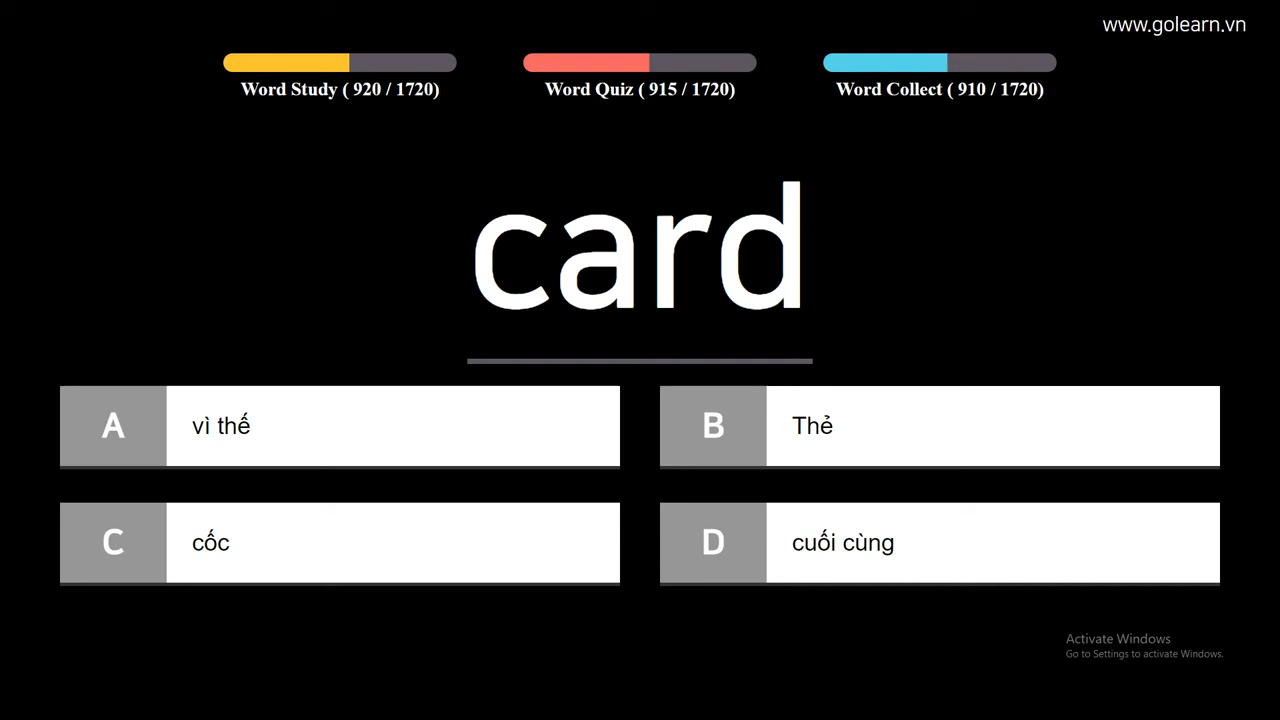 www.golearn.vn
Word Study ( 920 / 1720)
Word Quiz ( 915 / 1720)
Word Collect ( 910 / 1720)
card
A vì thế
B Thẻ
C cốc
D cuối cùng
Activate Windows
Go to Settings to activate Windows.